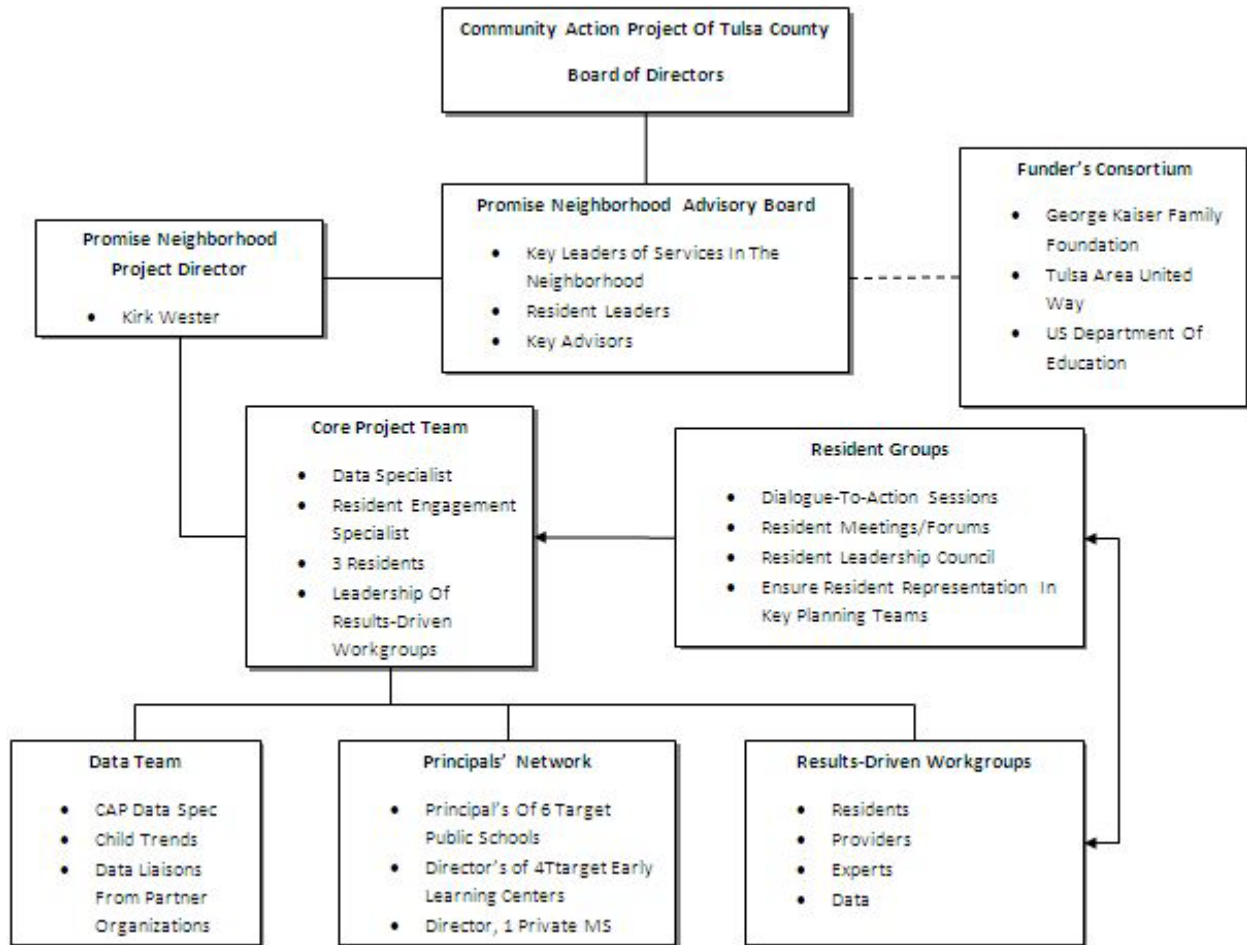 Community Action Project Of Tulsa County
Board of Directors
Funder's Consortium
• George Kaiser Family
Foundation
• Tulsa Area United
Way
• US Department Of
Education
Promise Neighborhood Advisory Board
• Key Leaders of Services In The
Neighborhood
• Resident Leaders
• Key Advisors
Promise Neighborhood
Project Director
• Kirk Wester
Core Project Team
• Data Specialist
• Resident Engagement
Specialist
• 3 Residents
• Leadership Of
Results-Driven
Workgroups
Resident Groups
• Dialogue-To-Action Sessions
• Resident Meetings/Forums
• Resident Leadership Council
• Ensure Resident Representation In
Key Planning Teams
Data Team
• CAP Data Spec
• Child Trends
• Data Liaisons
From Partner
Organizations
Principals' Network
• Principal's Of 6 Target
Public Schools
• Director's of 4Ttarget Early
Learning Centers
• Director, 1 Private MS
Results-Driven Workgroups
• Residents
• Providers
• Experts
• Data